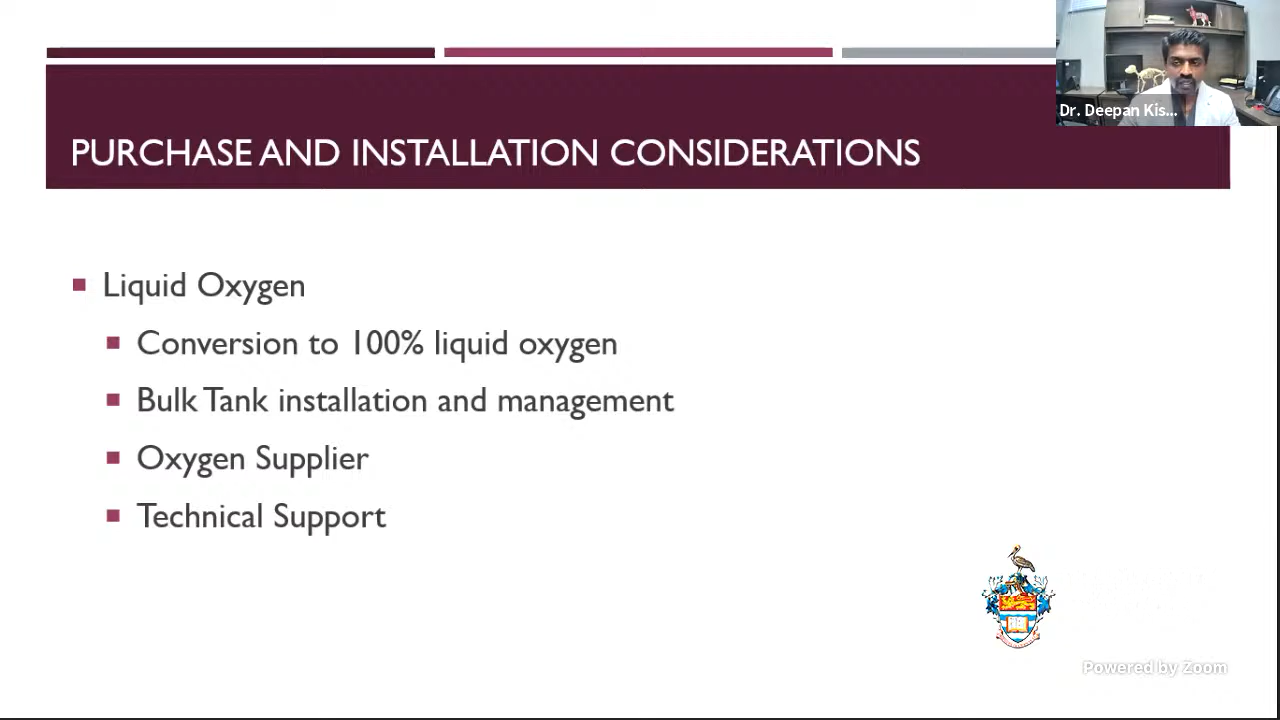 Dr. Deepan Kis...
PURCHASE AND INSTALLATION CONSIDERATIONS
Liquid Oxygen
Conversion to 100% liquid oxygen
Bulk Tank installation and management
Oxygen Supplier
Technical Support
Powered by Zoom